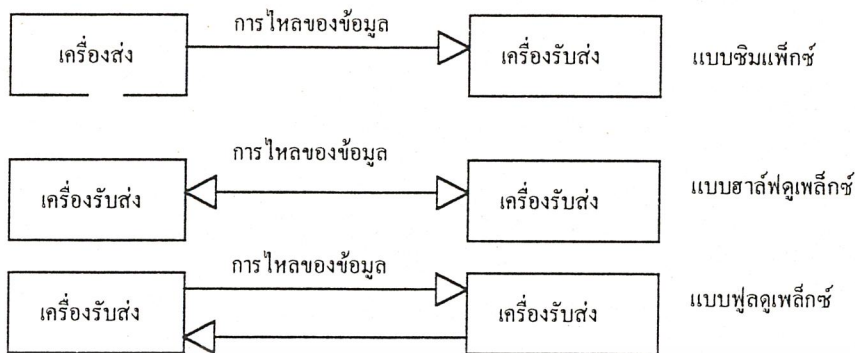 การไหลของข้อมูล
เครื่องส่ง
เครื่องรับส่ง
แบบซิมแพ็กซ์
การไหลของข้อมูล
เครื่องรับส่ง
เครื่องรับส่ง
แบบฮาล์ฟดูเพล็กซ์
การไหลของข้อมูล
เครื่องรับส่ง
เครื่องรับส่ง
แบบฟูลดูเพล็กซ์